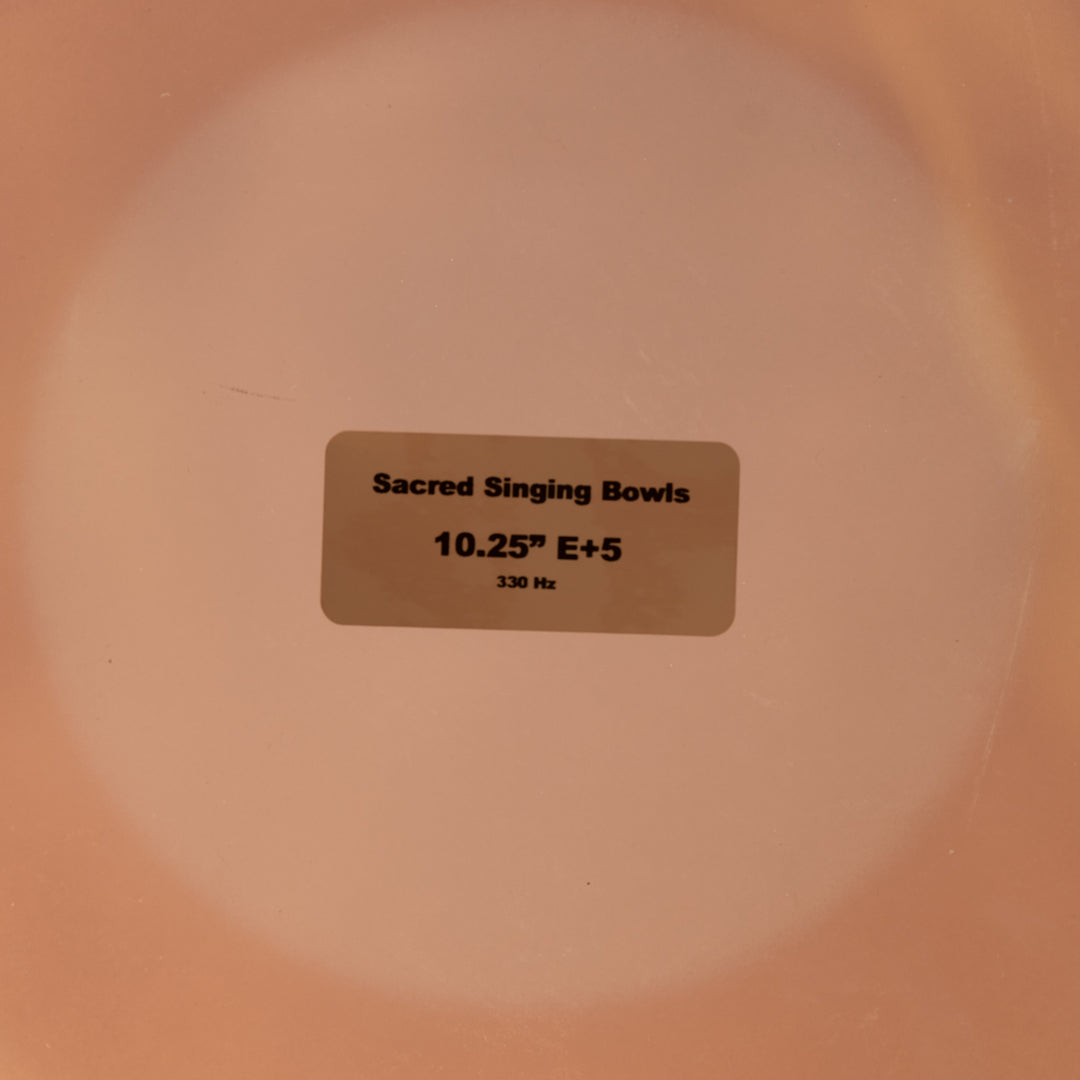 Sacred Singing Bowls
10.25” E+5
330 Hz